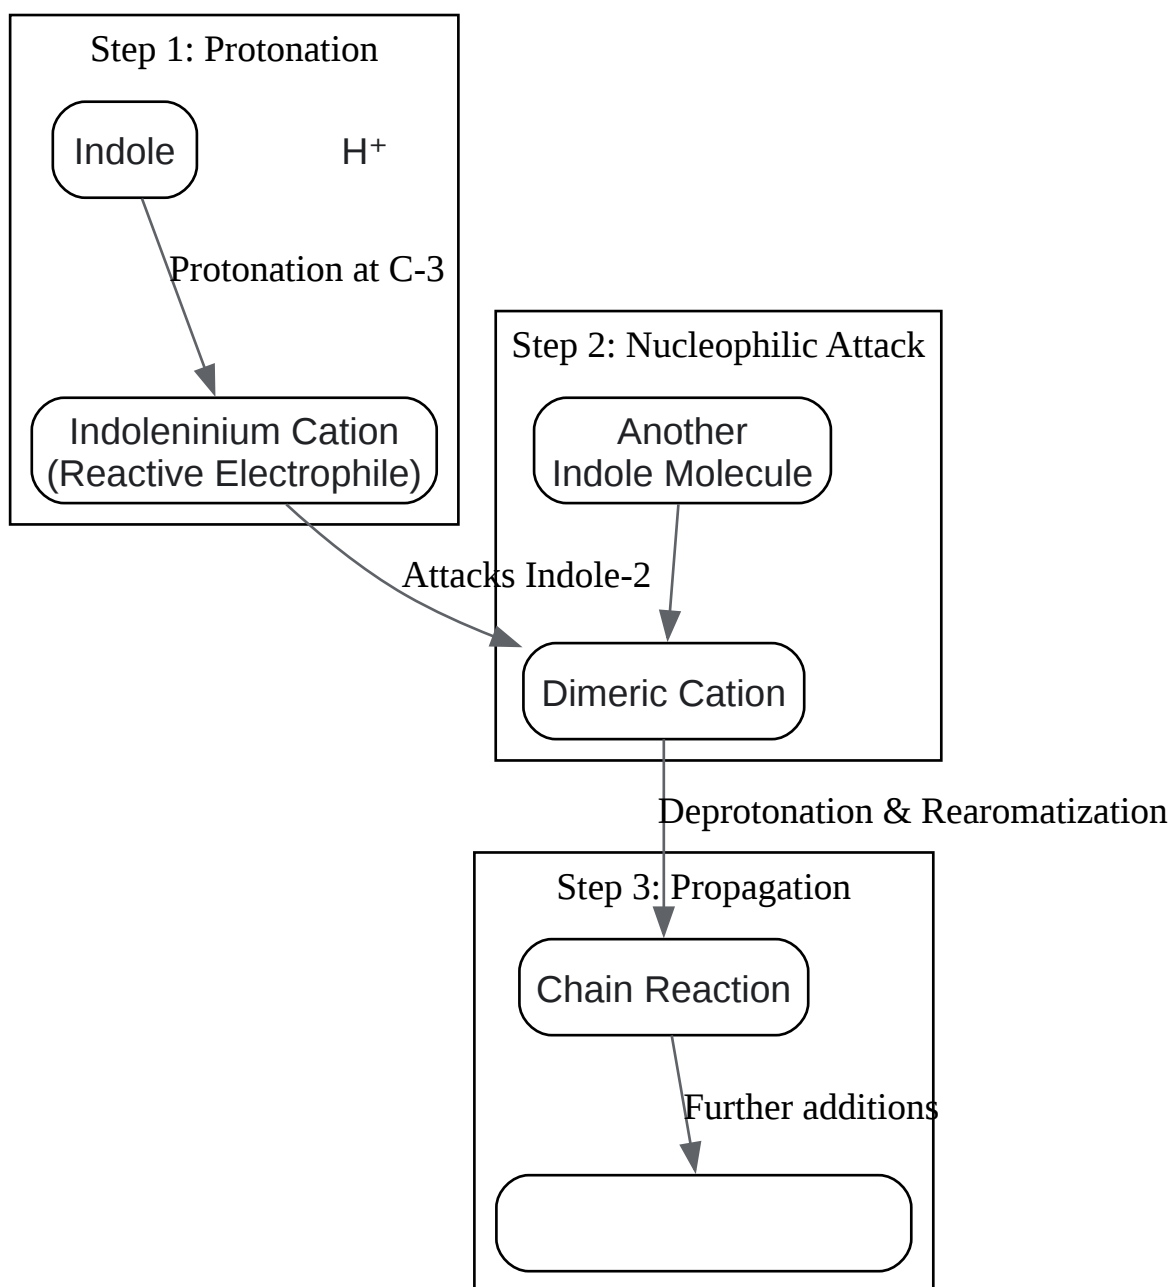 Step 1: Protonation
Indole
H⁺
Protonation at C-3
Indoleninium Cation
(Reactive Electrophile)
Step 2: Nucleophilic Attack
Another
Indole Molecule
Attacks Indole-2
Dimeric Cation
Deprotonation & Rearomatization
Step 3: Propagation
Chain Reaction
Further additions